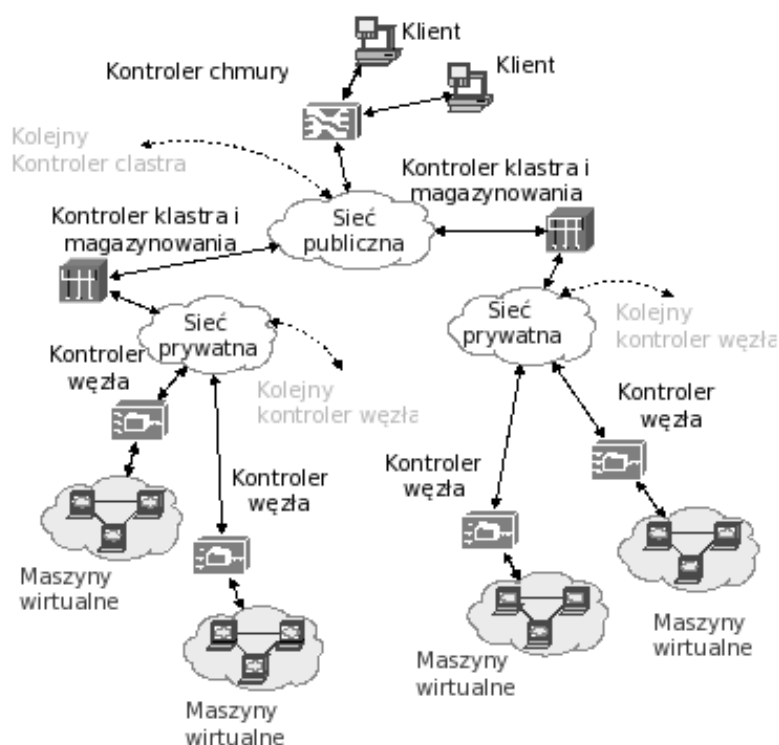 Klient
Klient
Kontroler chmury
Kolejny
Kontroler clastra
Kontroler klastra i
magazynowania
Kontroler klastra i
magazynowania
Sieć
publiczna
Sieć
prywatna
Sieć
prywatna
Kolejny
kontroler węzła
Kontroler
węzła
Kolejny
kontroler węzła
Kontroler
węzła
Kontroler
węzła
Kontroler
węzła
Maszyny
wirtualne
Maszyny
wirtualne
Maszyny
wirtualne
Maszyny
wirtualne